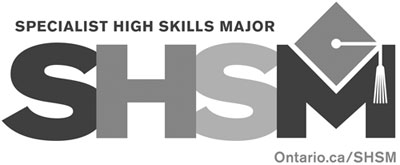 SPECIALIST HIGH SKILLS MAJOR
SHSM
Ontario.ca/SHSM